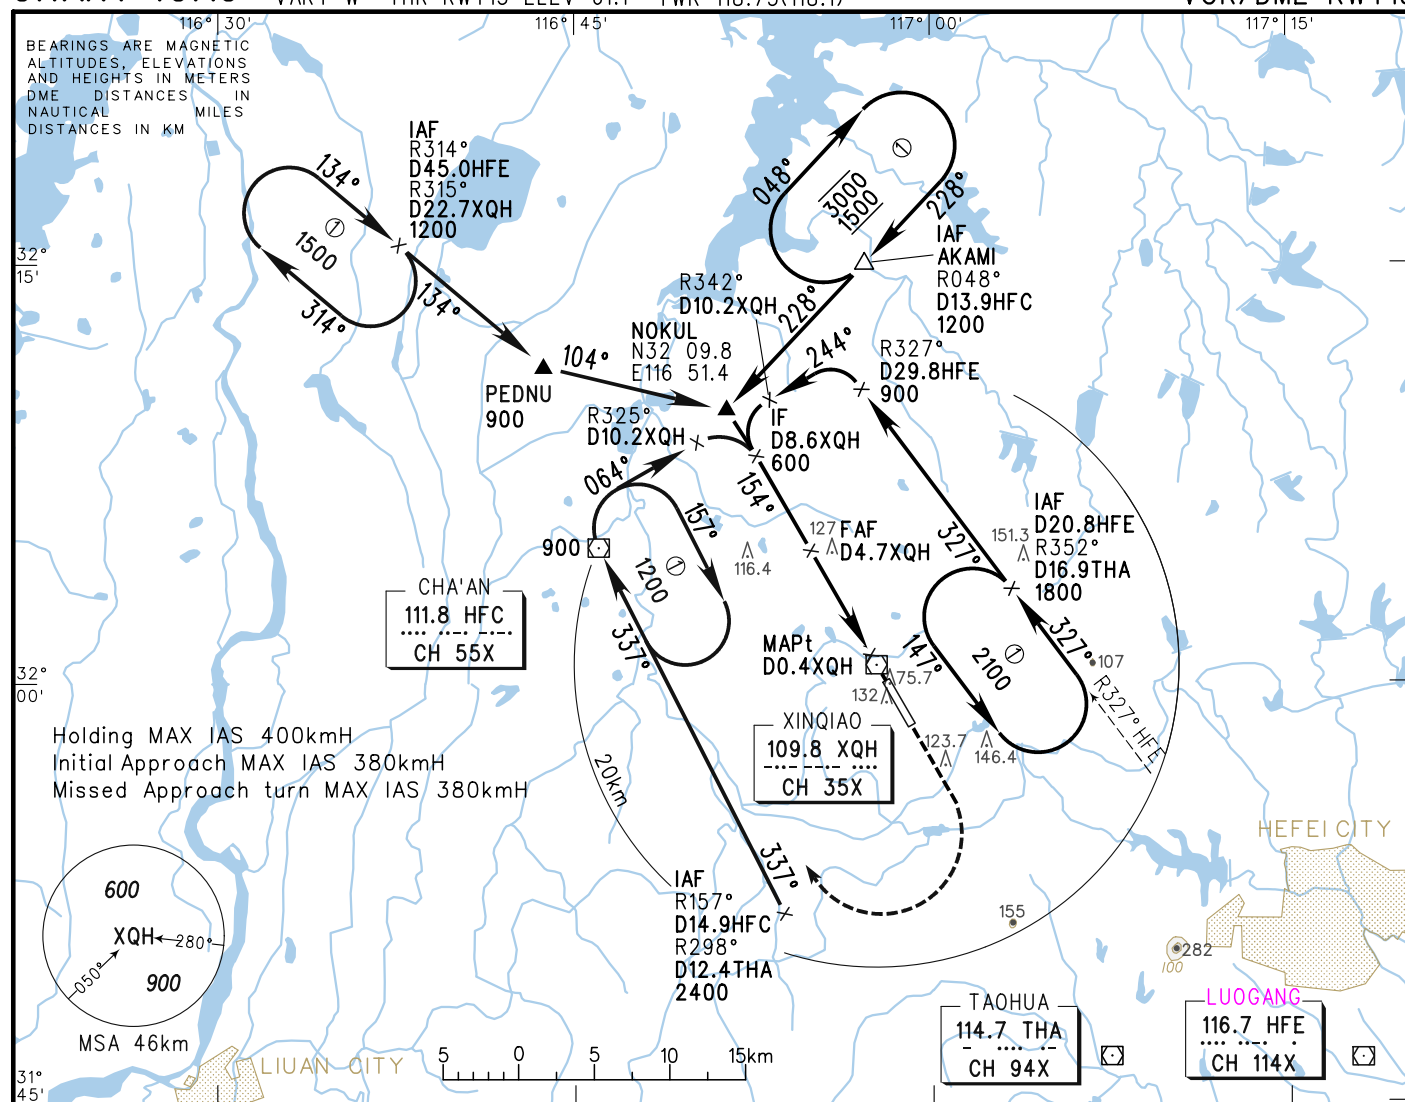 116° 30'
116° 45'
117° 00'
117° 15'
BEARINGS ARE MAGNETIC
ALTITUDES, ELEVATIONS
AND HEIGHTS IN METERS
DME DISTANCES IN
NAUTICAL MILES
DISTANCES IN KM
IAF
R314°
D45.0HFE
R315°
D22.7XQH
1200
134°
①
1500
314°
134°
048°
①
3000
1500
228°
IAF
AKAMI
R048°
D13.9HFC
1200
32°
15'
R342°
D10.2XQH
228°
NOKUL
N32 09.8
E116 51.4
244°
R327°
D29.8HFE
900
104°
PEDNU
900
R325°
D10.2XQH
IF
D8.6XQH
600
064°
154°
157°
127
FAF
D4.7XQH
327°
151.3
IAF
D20.8HFE
R352°
D16.9THA
1800
900
①
1200
116.4
CHA'AN
111.8 HFC
CH 55X
337°
MAPt
D0.4XQH
75.7
132
147°
①
2100
327°
107
R327° HFE
32°
00'
XINQIAO
109.8 XQH
CH 35X
123.7
146.4
Holding MAX IAS 400kmH
Initial Approach MAX IAS 380kmH
Missed Approach turn MAX IAS 380kmH
20km
HEFEI CITY
337°
IAF
R157°
D14.9HFC
R298°
D12.4THA
2400
155
282
100
600
XQH
280°
050°
900
MSA 46km
TAOHUA
114.7 THA
CH 94X
LUOGANG
116.7 HFE
CH 114X
LIUAN CITY
5 0 5 10 15km
31°
45'